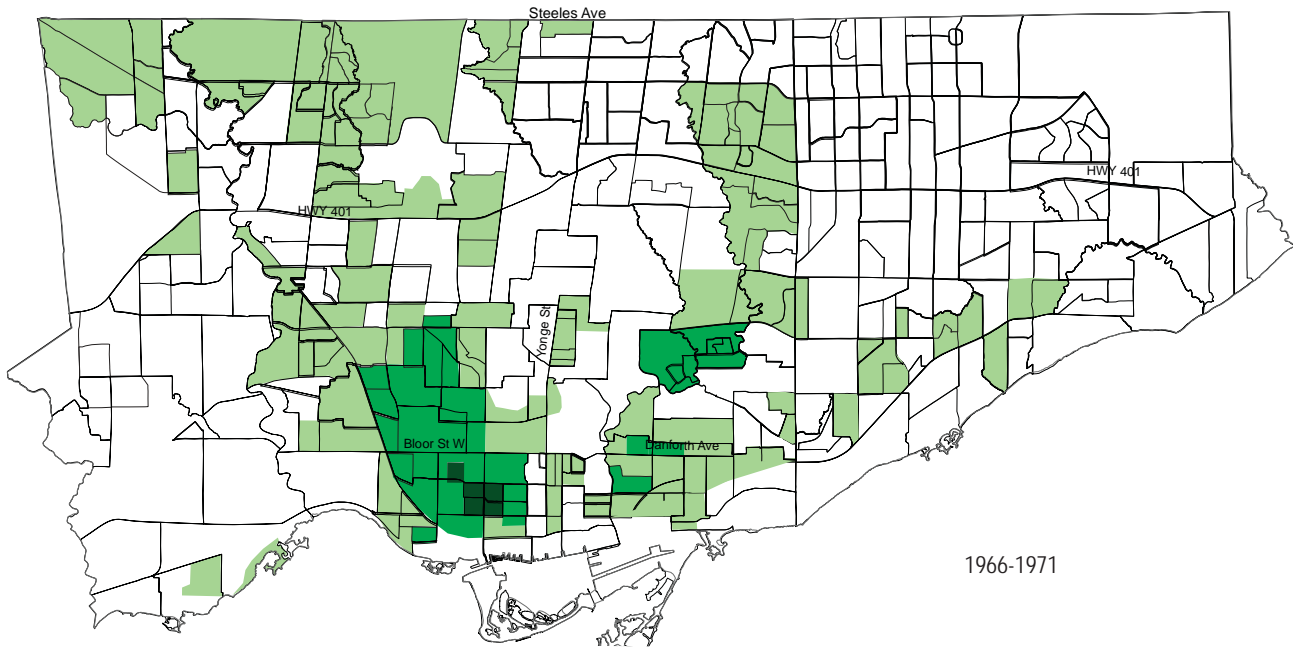 Steeles Ave
HWY 401
HWY 401
Yonge St
Bloor St W
Danforth Ave
1966-1971